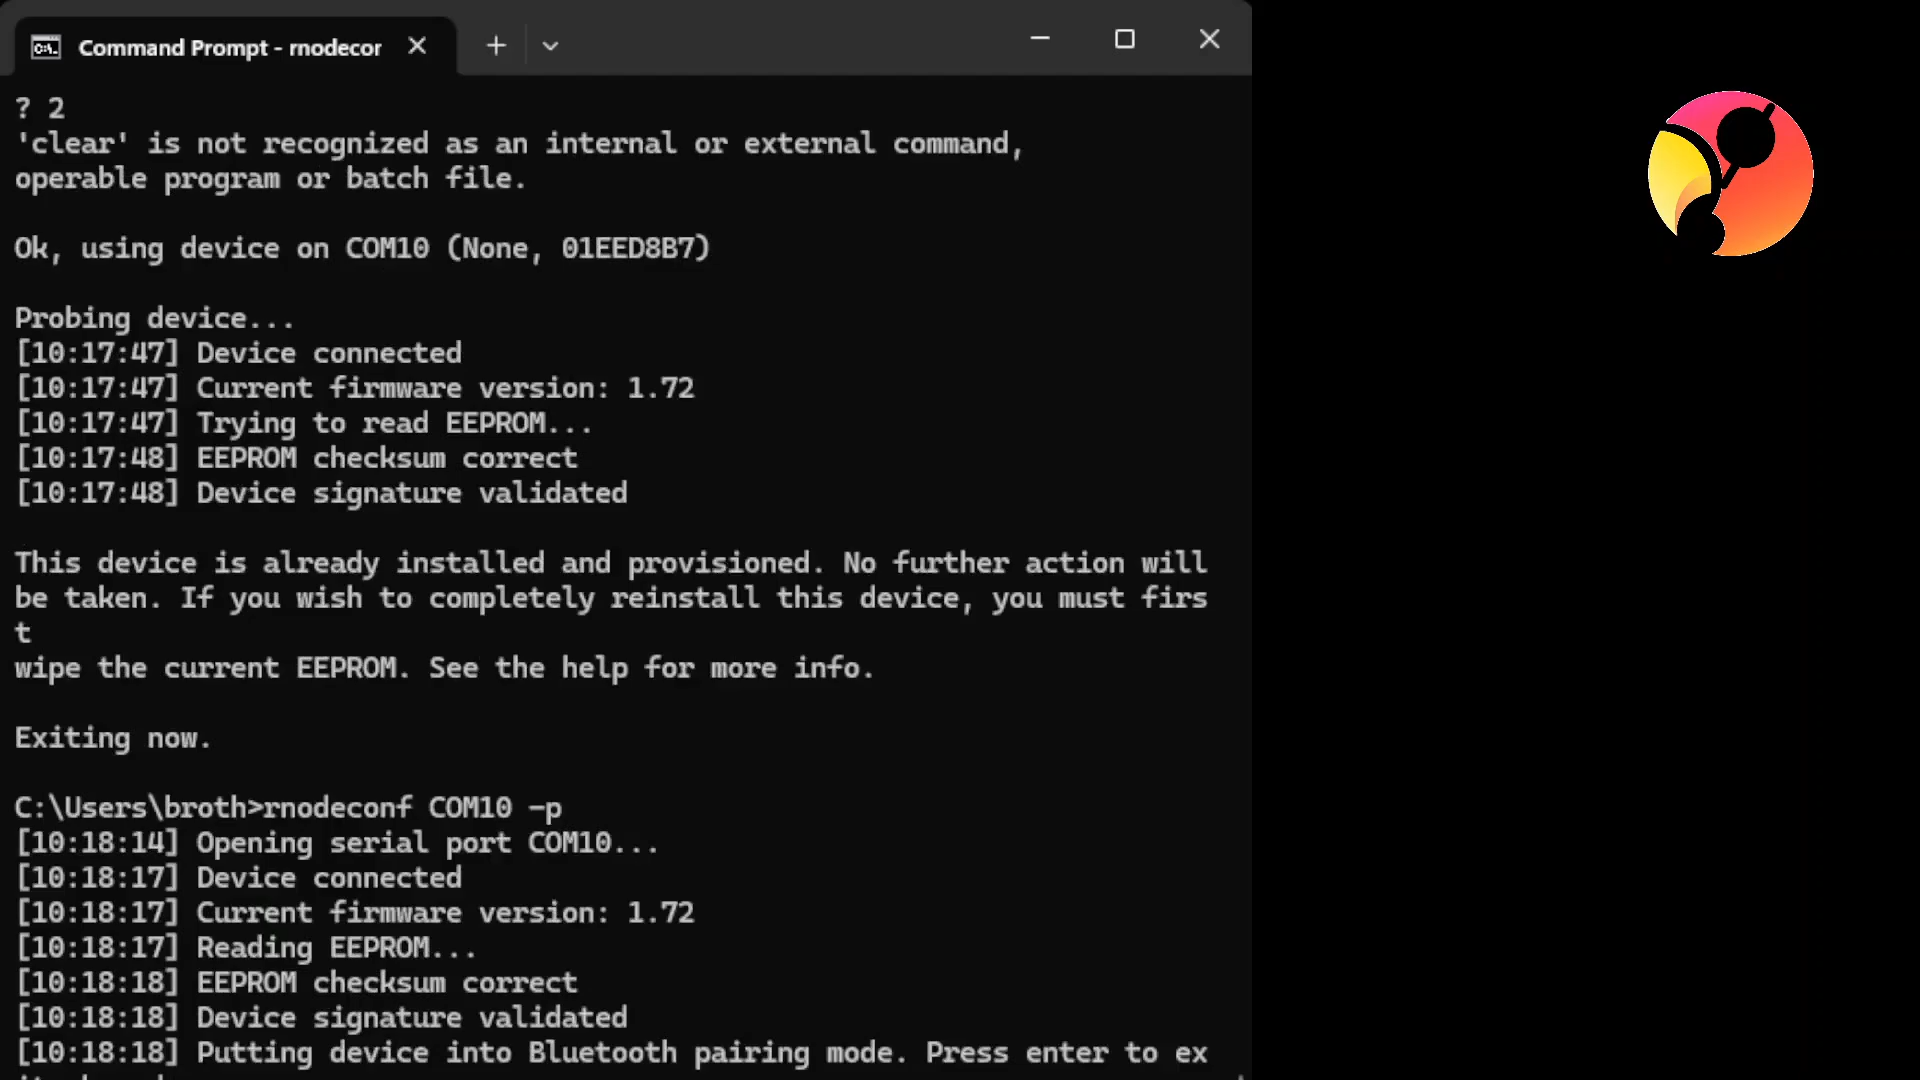 Command Prompt - rnodecor
? 2
'clear' is not recognized as an internal or external command,
operable program or batch file.
Ok, using device on COM10 (None, 01EED8B7)
Probing device...
[10:17:47] Device connected
[10:17:47] Current firmware version: 1.72
[10:17:47] Trying to read EEPROM...
[10:17:48] EEPROM checksum correct
[10:17:48] Device signature validated
This device is already installed and provisioned. No further action will
be taken. If you wish to completely reinstall this device, you must firs
t
wipe the current EEPROM. See the help for more info.
Exiting now.
C:\Users\broth>rnodeconf COM10 -p
[10:18:14] Opening serial port COM10...
[10:18:17] Device connected
[10:18:17] Current firmware version: 1.72
[10:18:17] Reading EEPROM...
[10:18:18] EEPROM checksum correct
[10:18:18] Device signature validated
[10:18:18] Putting device into Bluetooth pairing mode. Press enter to ex